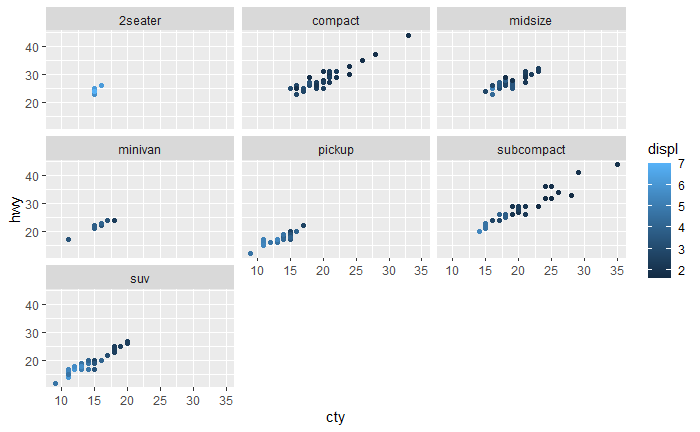 2seater compact midsize
40
30
20
minivan pickup subcompact
displ
7
6
5
4
3
2
hwy
40
30
20
suv
10 15 20 25 30 35 10 15 20 25 30 35
40
30
20
10 15 20 25 30 35
cty